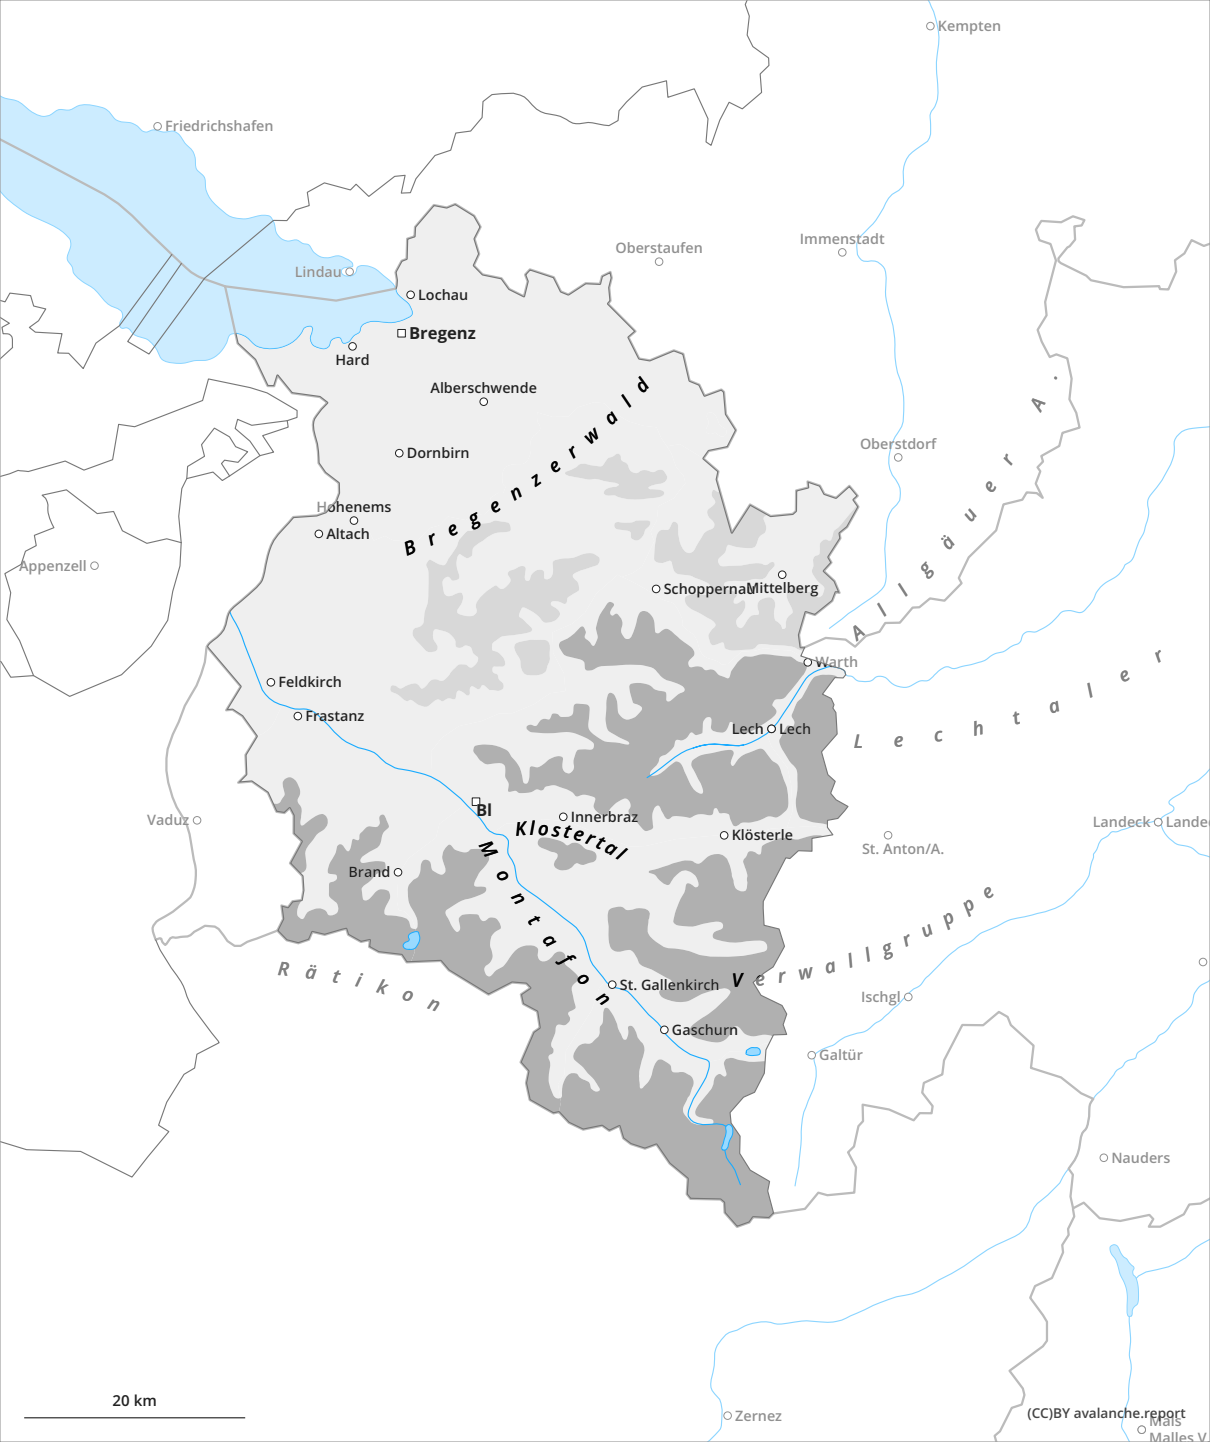 Kempten
Friedrichshafen
Immenstadt
Oberstaufen
Lindau
Lochau
Bregenz
Hard
Alberschwende
Oberstdorf
Dornbirn
Bregenzerwald
Allgäuer A.
Hohenems
Altach
Appenzell
Schoppernau
Mittelberg
Warth
Feldkirch
Frastanz
Lech
Lech
Lechtaler
Vaduz
Bl
Innerbraz
Klostertal
Klösterle
Landeck
Lande
St. Anton/A.
Brand
Montafon
Verwallgruppe
Rätikon
St. Gallenkirch
Ischgl
Gaschurn
Galtür
Nauders
20 km
Zernez
(CC)BY avalanche.report
Mals
Malles V